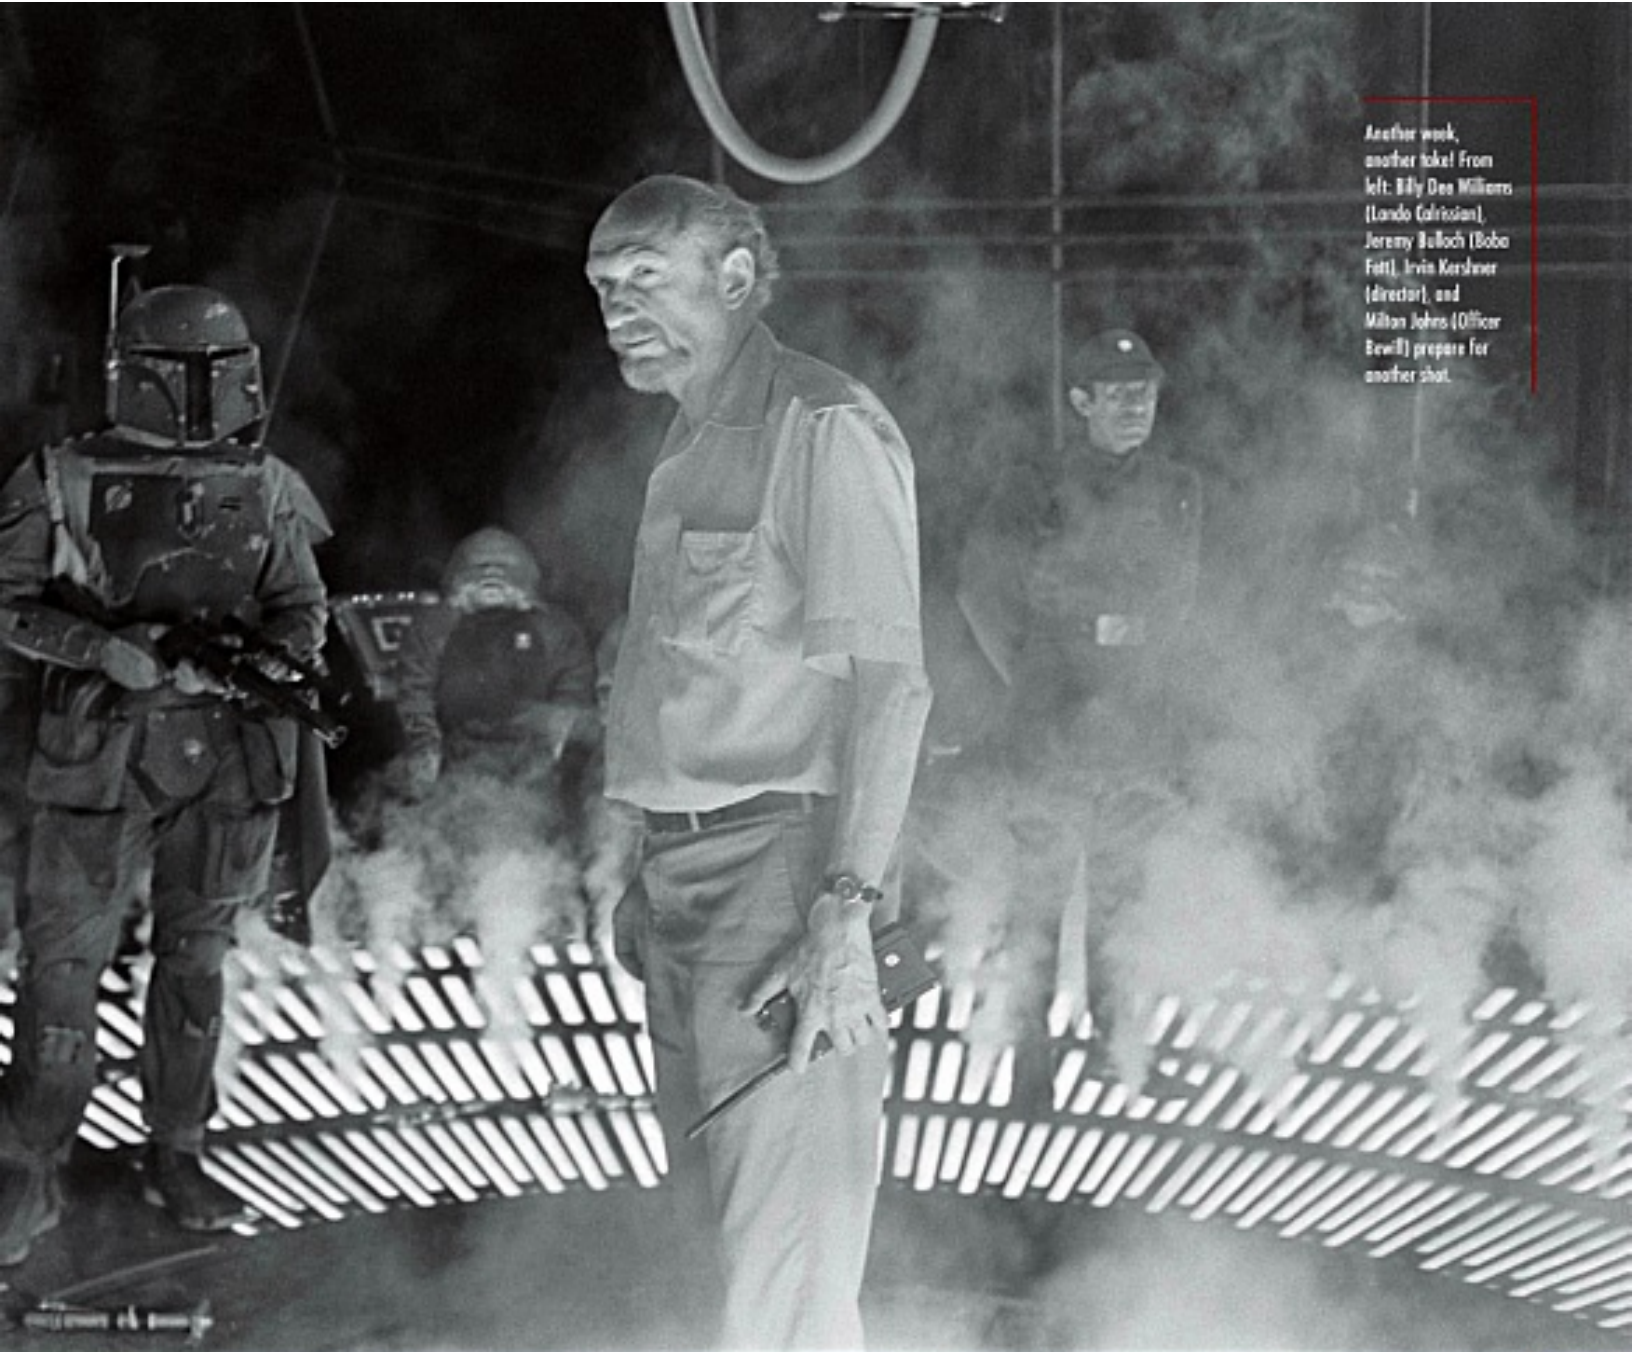 Another week,
another take! From
left: Billy Dee Williams
(Lando Calrissian),
Jeremy Bulloch (Boba
Fett), Irvin Kershner
(director), and
Milton Johns (Officer
Bewill) prepare for
another shot.